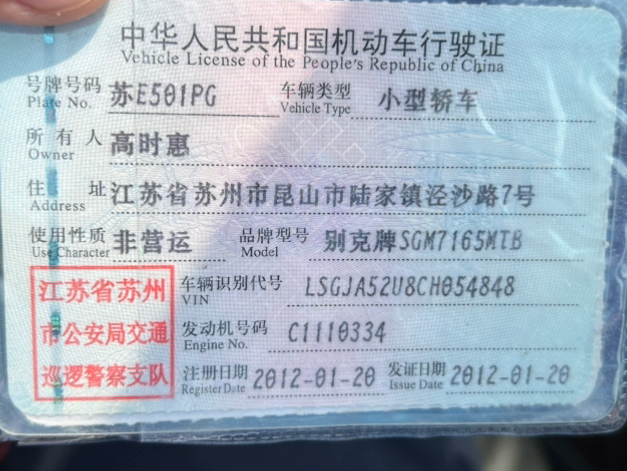 中华人民共和国机动车行驶证
Vehicle License of the People's Republic of China
号牌号码 苏E501PG 车辆类型 小型轿车
Plate No. Vehicle Type
所有人 高时惠
Owner
住址 江苏省苏州市昆山市陆家镇泾沙路7号
Address
使用性质 非营运 品牌型号 别克牌SGM7165MTB
Use Character Model
江苏省苏州
市公安局交通
巡逻警察支队
车辆识别代号 LSGJA52U8CH054848
VIN
发动机号码 C1110334
Engine No.
注册日期 2012-01-20 发证日期 2012-01-20
Register Date Issue Date